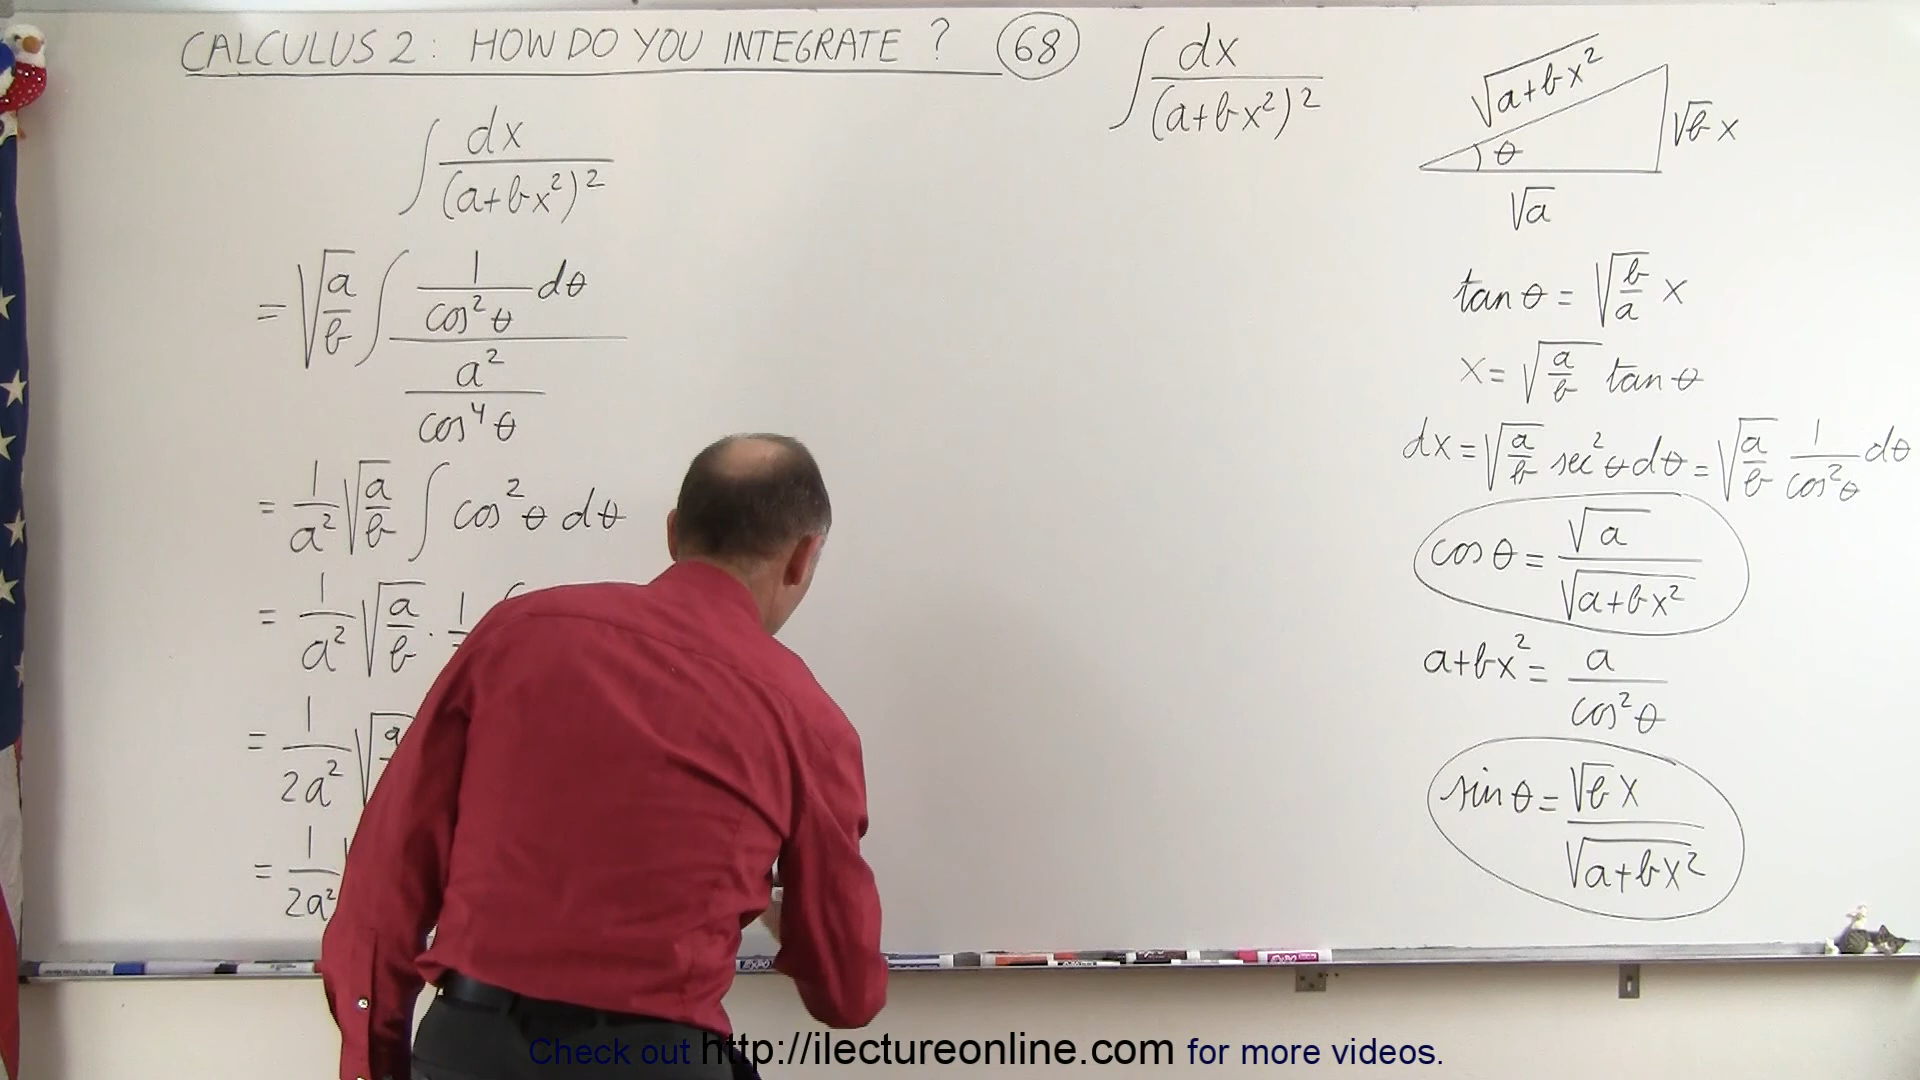 CALCULUS 2 : HOW DO YOU INTEGRATE ? 68 ∫ dx / (a+bx²)²
∫ dx / (a+bx²)²
= √(a/b) ∫ (1/cos²θ dθ) / (a²/cos⁴θ)
= 1/a² √(a/b) ∫ cos²θ dθ
= 1/a² √(a/b) ·
= 1/2a²
= 1/2a²
√(a+bx²)
θ
√b x
√a
tan θ = √(b/a) x
x = √(a/b) tan θ
dx = √(a/b) sec²θ dθ = √(a/b) 1/cos²θ dθ
cos θ = √a / √(a+bx²)
a+bx² = a / cos²θ
sin θ = √b x / √(a+bx²)
EXPO
Check out http://ilectureonline.com for more videos.